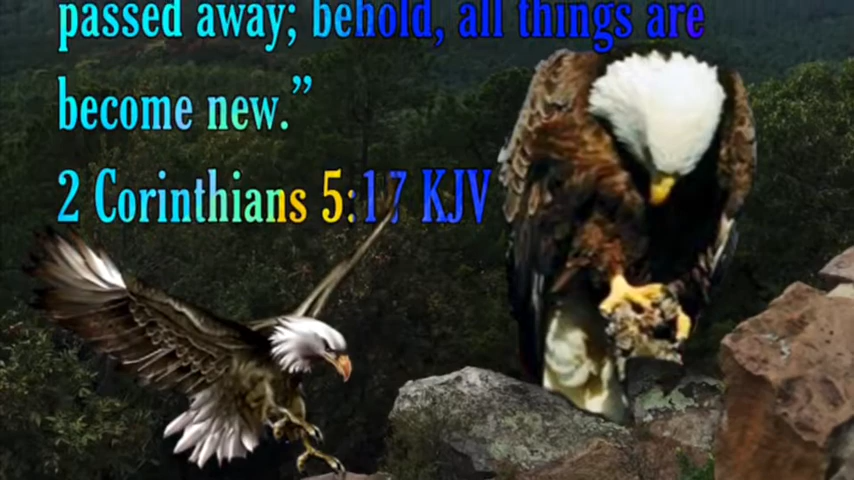 passed away; behold, all things are
become new.”
2 Corinthians 5:17 KJV